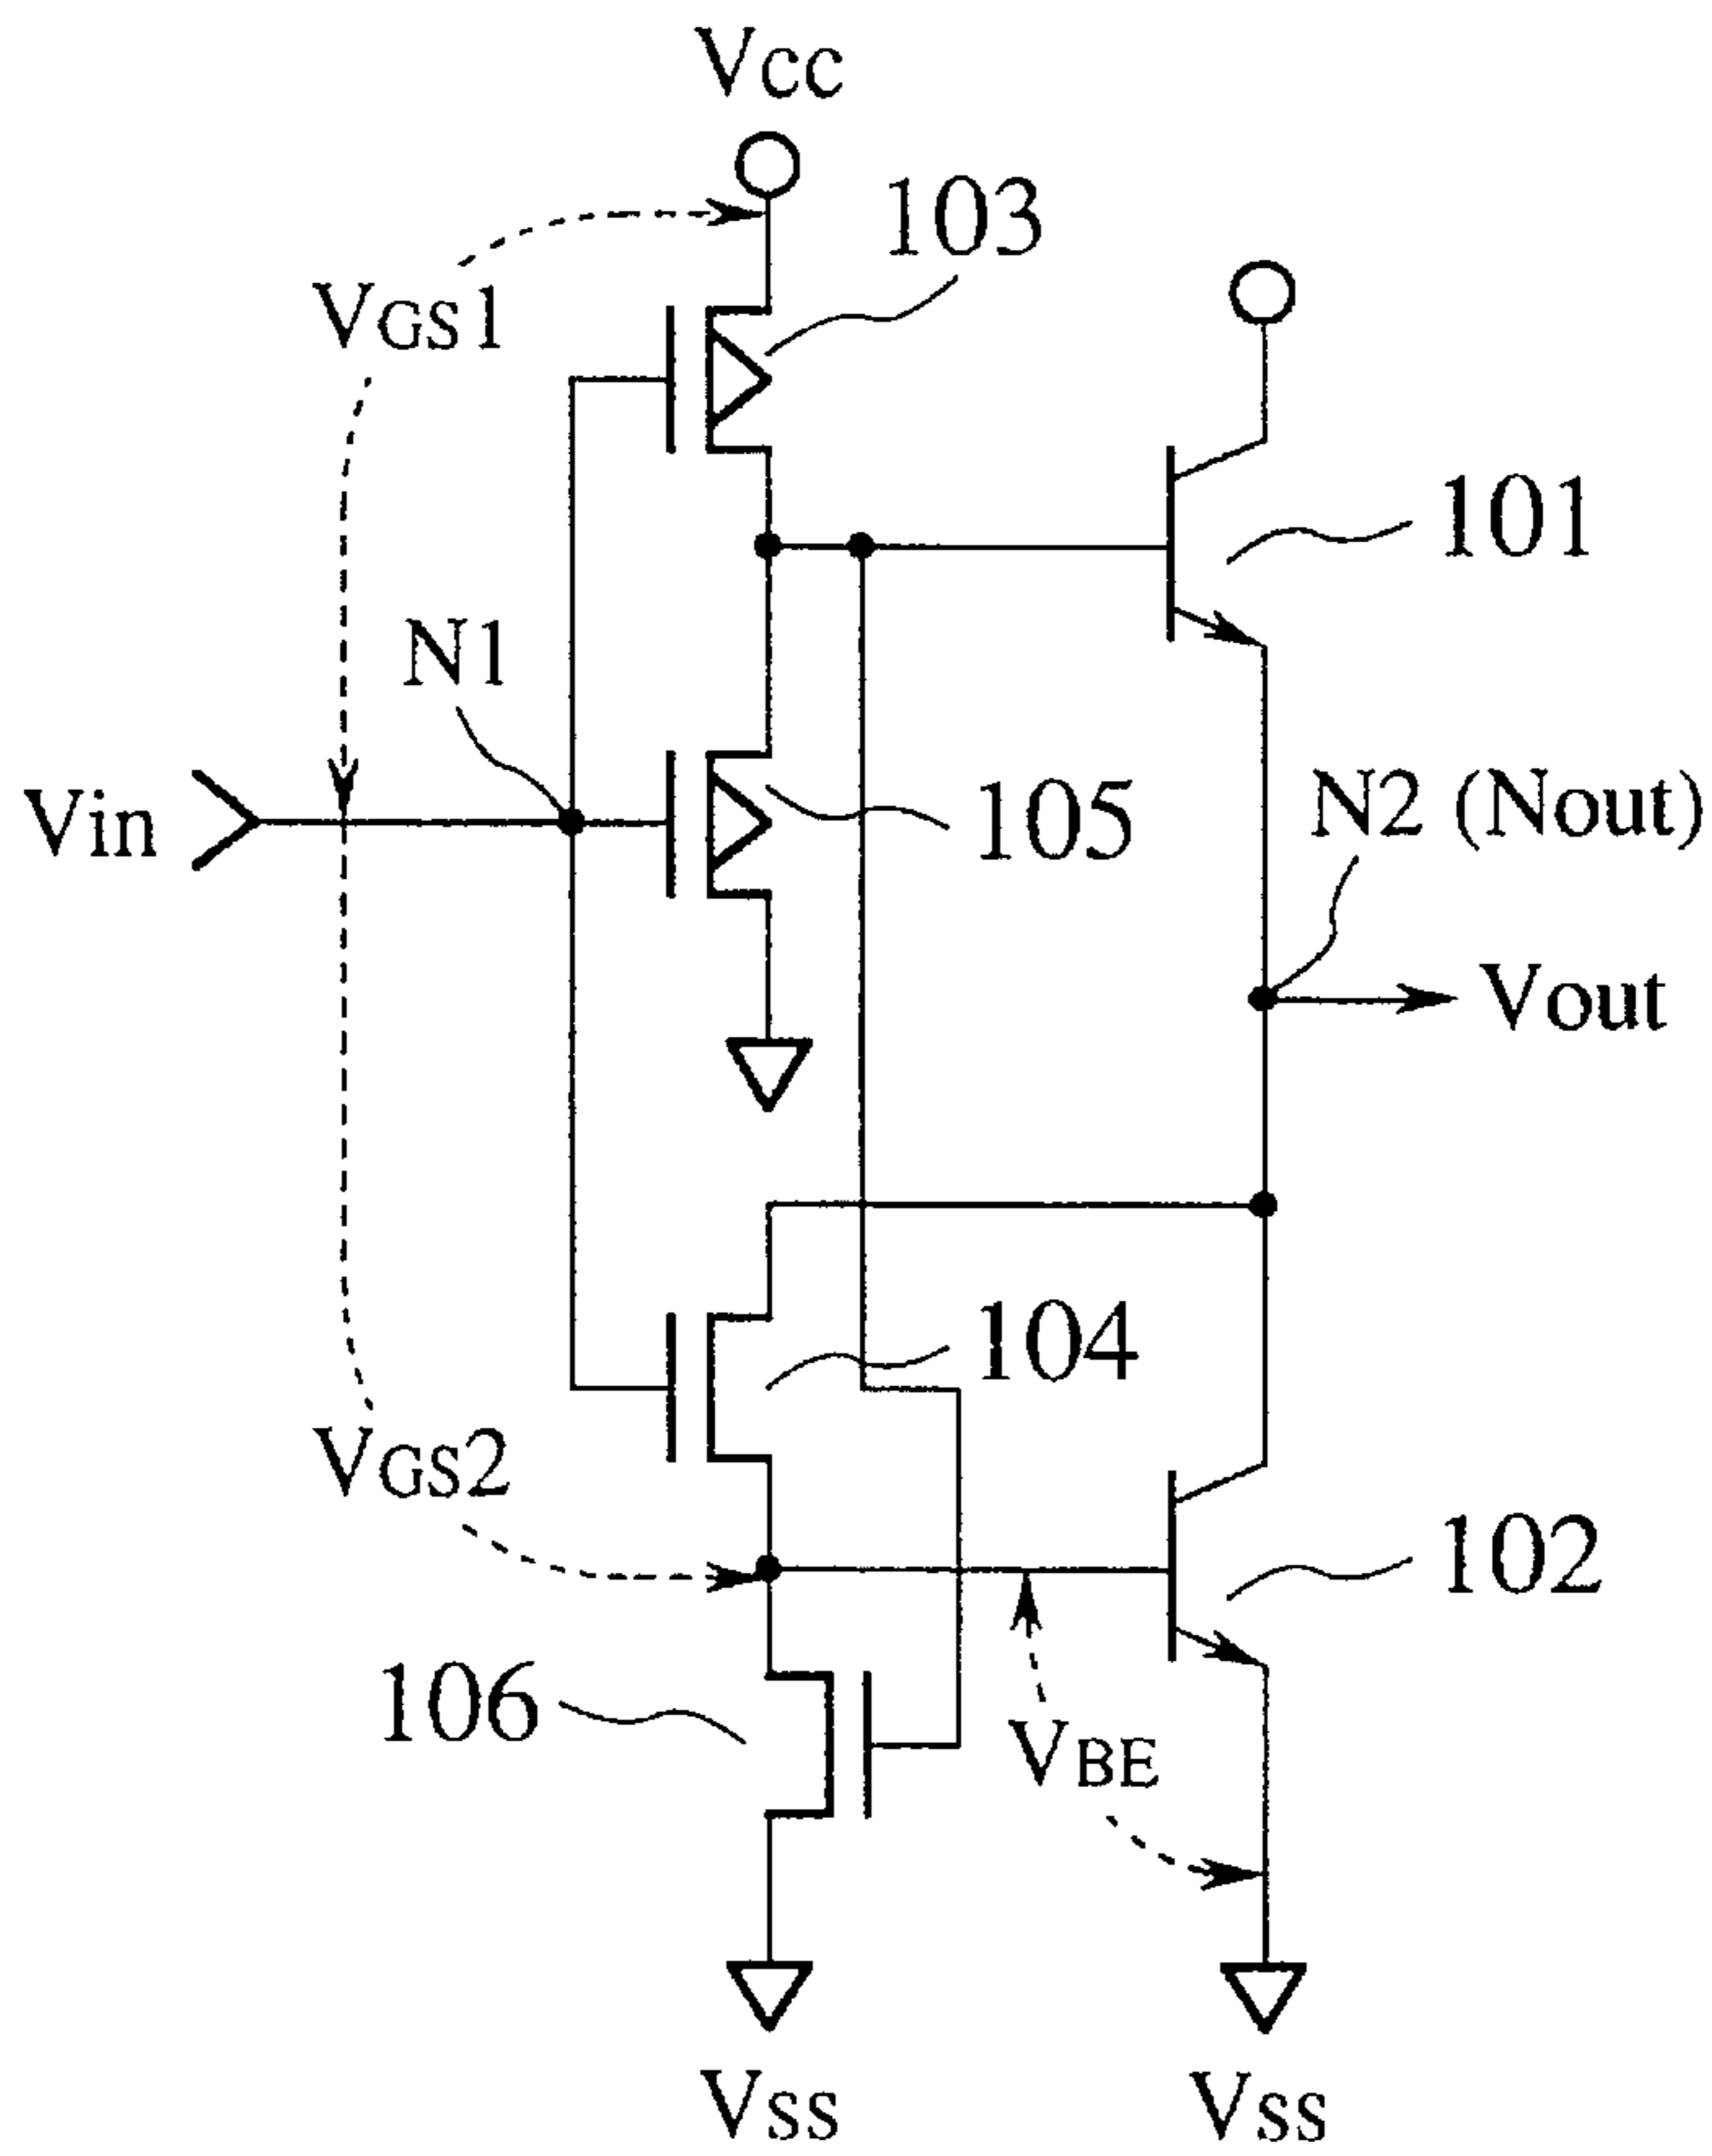 Vcc
103
VGS1
101
N1
Vin
105
N2 (Nout)
Vout
104
VGS2
102
106
VBE
Vss
Vss